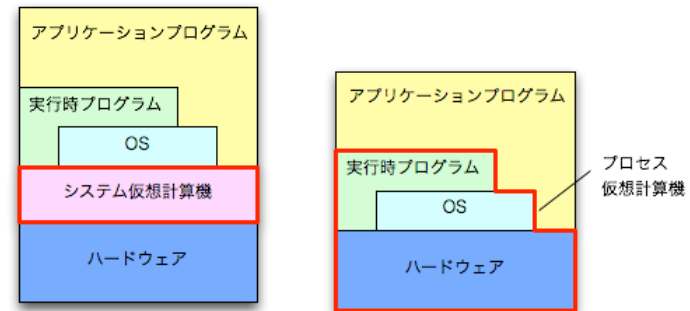 アプリケーションプログラム
実行時プログラム
OS
システム仮想計算機
ハードウェア
アプリケーションプログラム
実行時プログラム
OS
ハードウェア
プロセス
仮想計算機